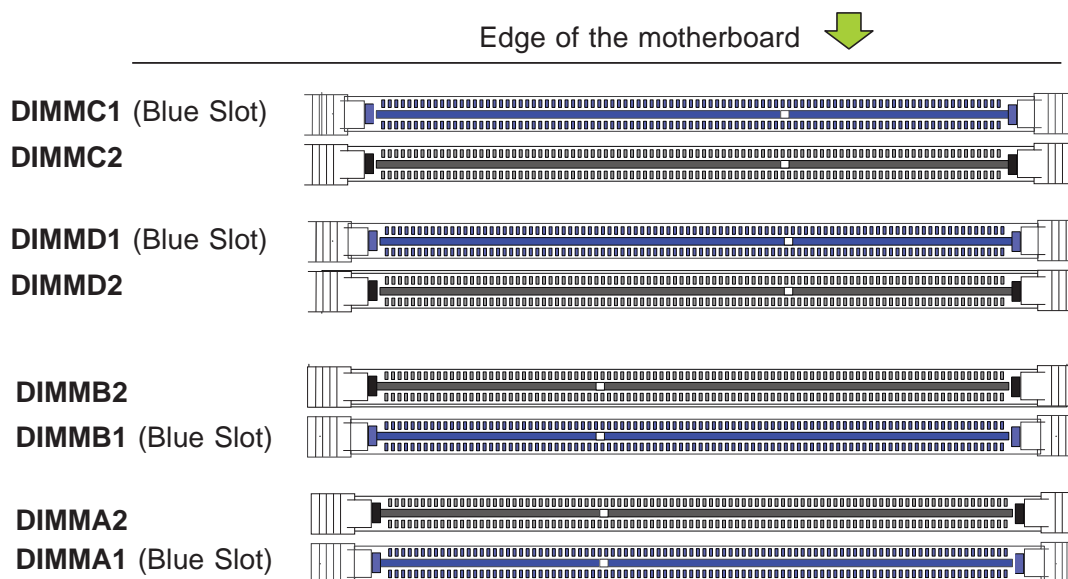 Edge of the motherboard
DIMMC1 (Blue Slot)
DIMMC2
DIMMD1 (Blue Slot)
DIMMD2
DIMMB2
DIMMB1 (Blue Slot)
DIMMA2
DIMMA1 (Blue Slot)